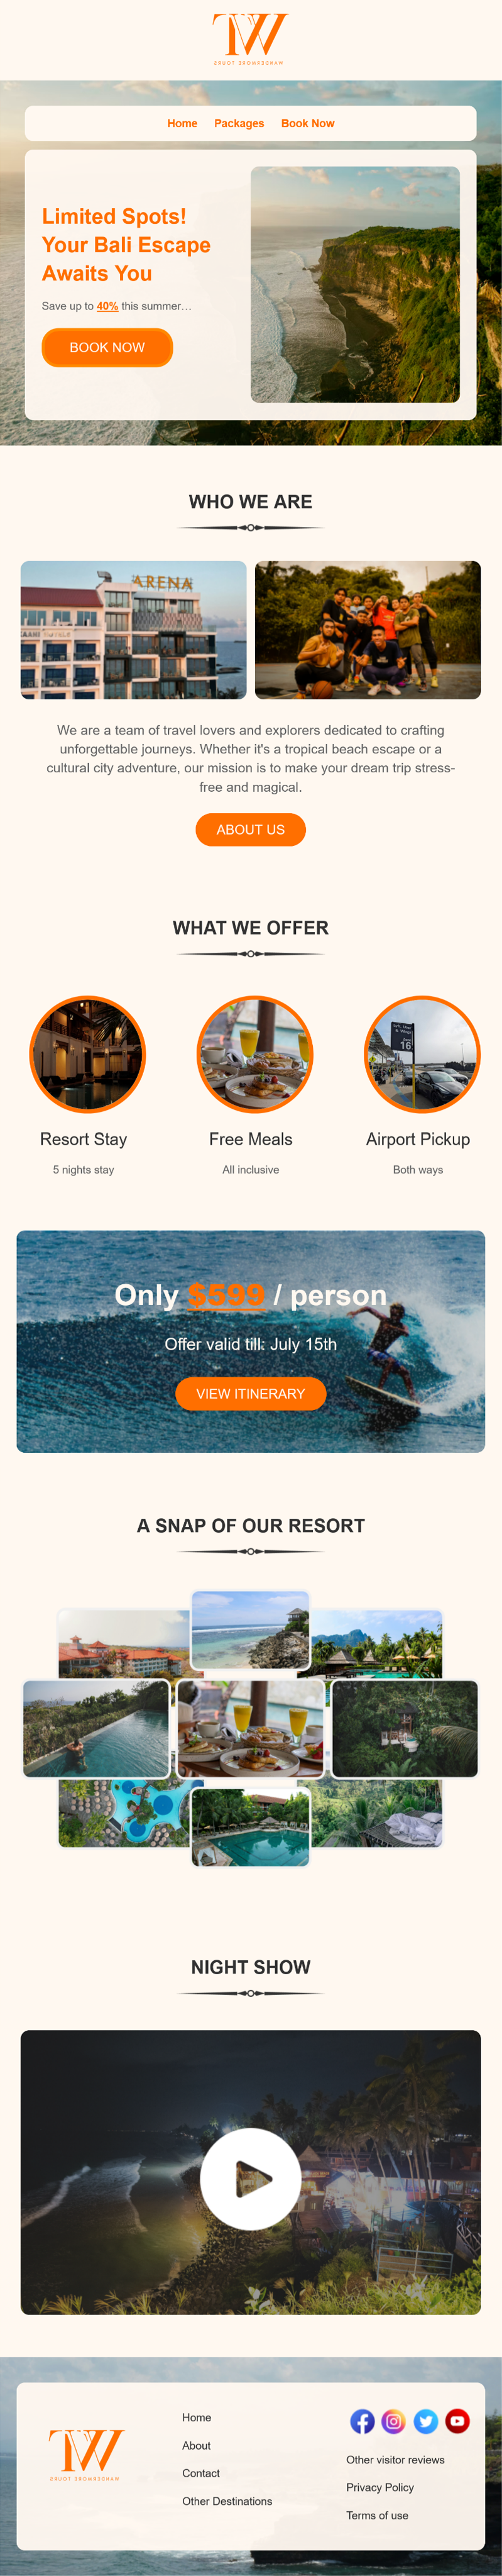 TW
WANDERMORE TOURS
Home Packages Book Now
Limited Spots!
Your Bali Escape
Awaits You
Save up to 40% this summer...
BOOK NOW
WHO WE ARE
ARENA
We are a team of travel lovers and explorers dedicated to crafting
unforgettable journeys. Whether it's a tropical beach escape or a
cultural city adventure, our mission is to make your dream trip stress-
free and magical.
ABOUT US
WHAT WE OFFER
16
Resort Stay
5 nights stay
Free Meals
All inclusive
Airport Pickup
Both ways
Only $599 / person
Offer valid till: July 15th
VIEW ITINERARY
A SNAP OF OUR RESORT
NIGHT SHOW
TW
WANDERMORE TOURS
Home
About
Contact
Other Destinations
Other visitor reviews
Privacy Policy
Terms of use